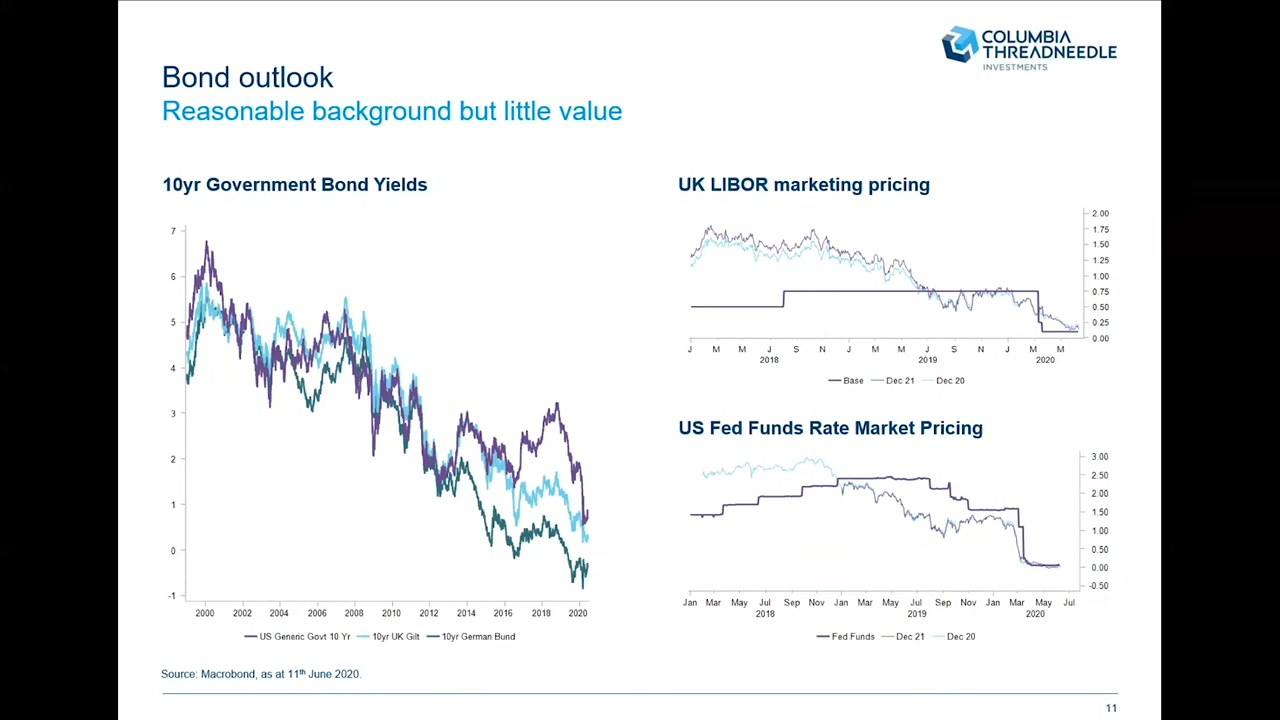 COLUMBIA
THREADNEEDLE
INVESTMENTS
Bond outlook
Reasonable background but little value
10yr Government Bond Yields
7
6
5
4
3
2
1
0
-1
2000 2002 2004 2006 2008 2010 2012 2014 2016 2018 2020
US Generic Govt 10 Yr 10yr UK Gilt 10yr German Bund
UK LIBOR marketing pricing
2.00
1.75
1.50
1.25
1.00
0.75
0.50
0.25
0.00
J M M J S N J M M J S N J M M
2018 2019 2020
Base Dec 21 Dec 20
US Fed Funds Rate Market Pricing
3.00
2.50
2.00
1.50
1.00
0.50
0.00
-0.50
Jan Mar May Jul Sep Nov Jan Mar May Jul Sep Nov Jan Mar May Jul
2018 2019 2020
Fed Funds Dec 21 Dec 20
Source: Macrobond, as at 11th June 2020.
11